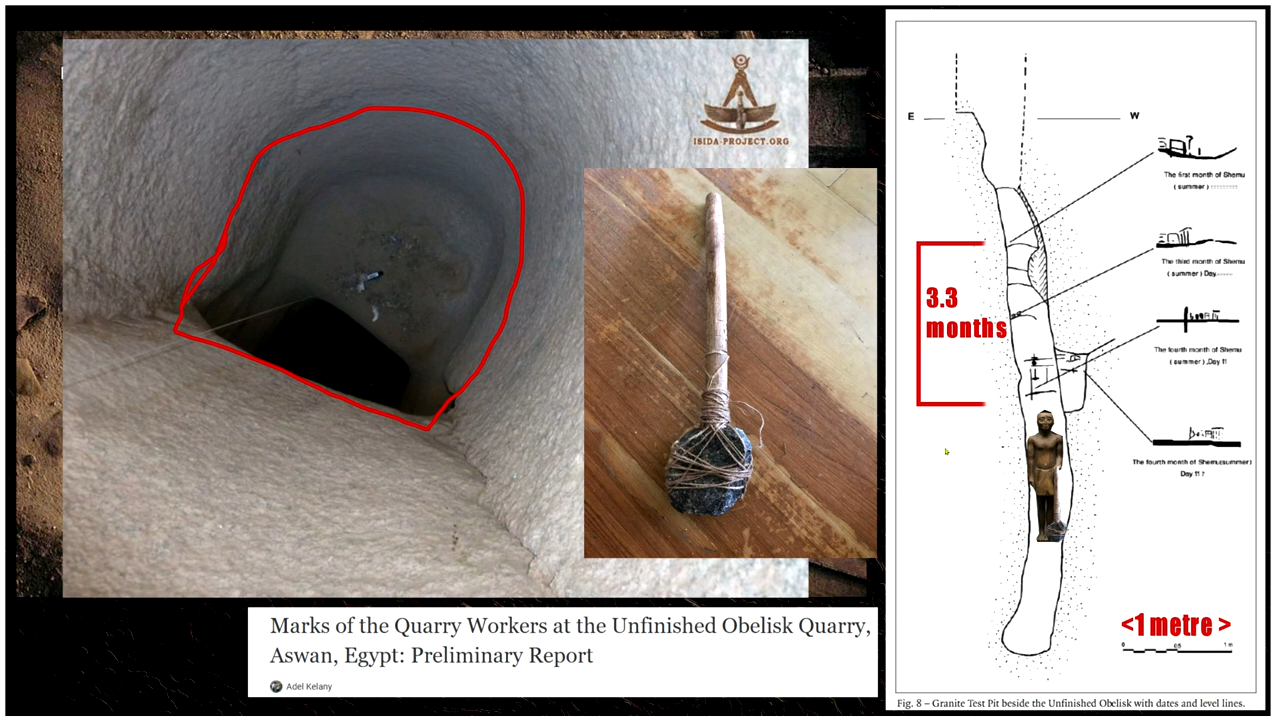 ISIDA-PROJECT.ORG
Marks of the Quarry Workers at the Unfinished Obelisk Quarry,
Aswan, Egypt: Preliminary Report
Adel Kelany
E
W
The first month of Shemu
( summer )
The third month of Shemu
( summer ) Day
The fourth month of Shemu
( summer ) ,Day 11
The fourth month of Shemu(summer)
Day 11 ?
3.3
months
<1 metre >
0
0.5
1 m
Fig. 8 – Granite Test Pit beside the Unfinished Obelisk with dates and level lines.